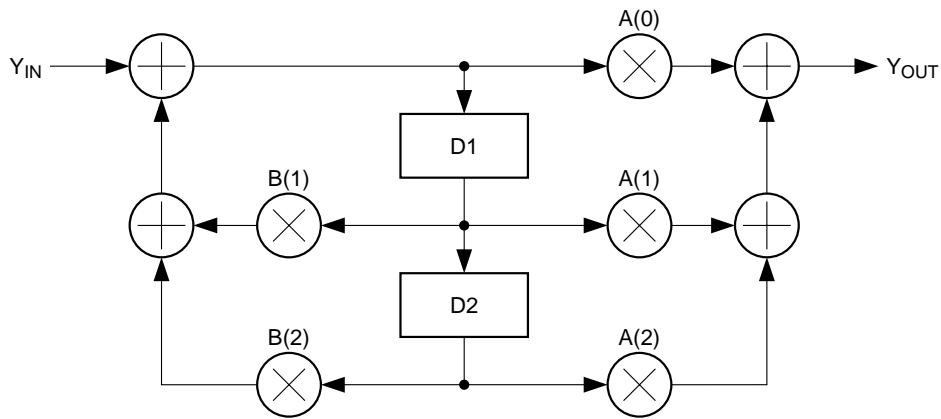 A(0)
Y_IN
Y_OUT
D1
B(1)
A(1)
D2
B(2)
A(2)